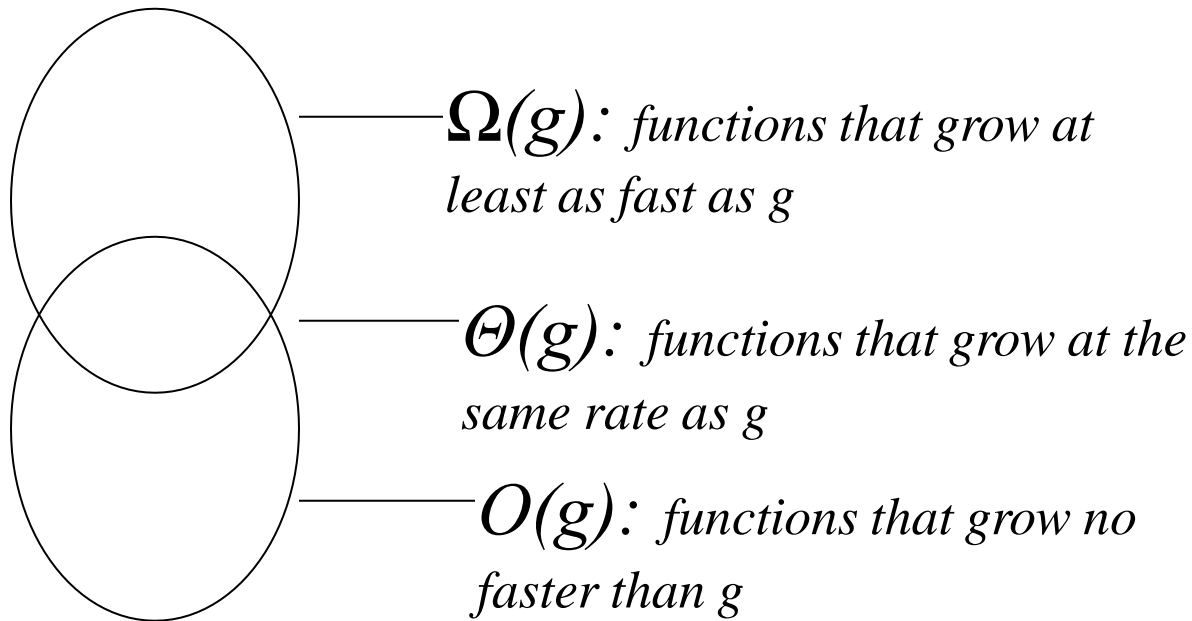 Ω(g): functions that grow at
least as fast as g
Θ(g): functions that grow at the
same rate as g
O(g): functions that grow no
faster than g